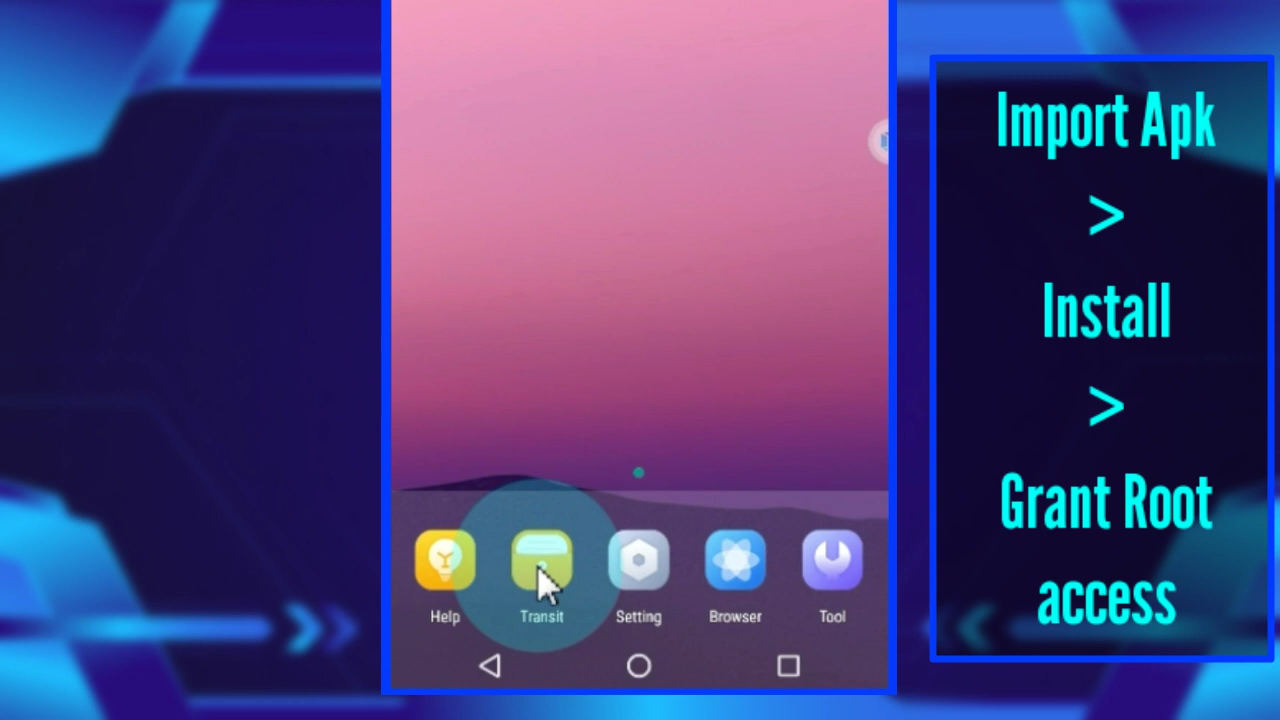 Import Apk
>
Install
>
Grant Root
access
Help
Transit
Setting
Browser
Tool